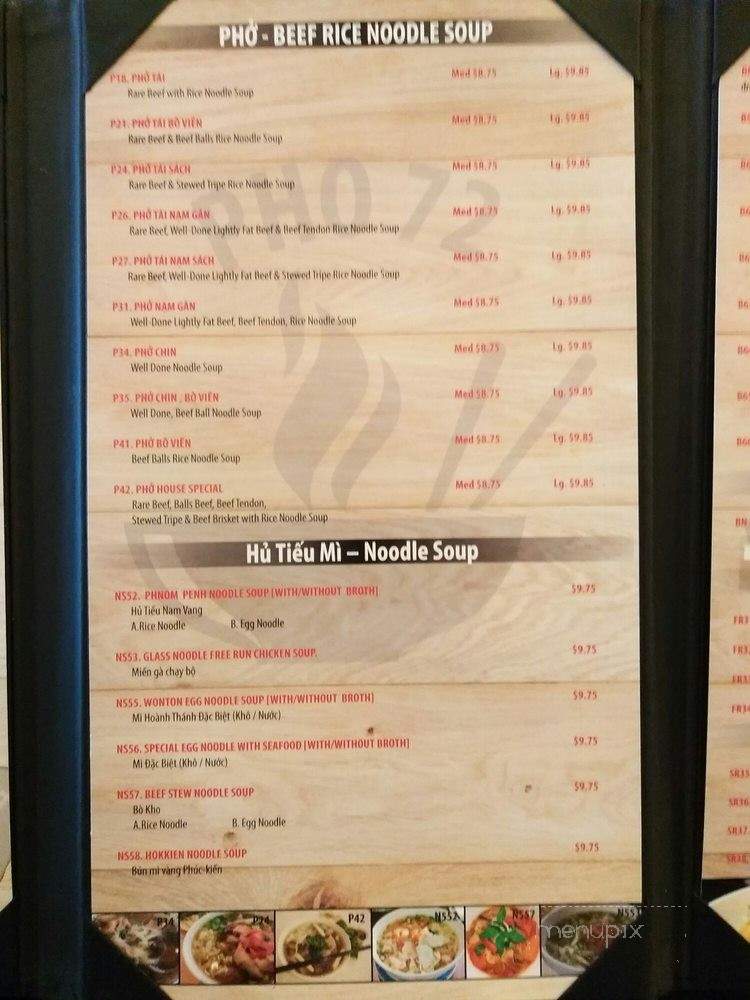 PHỞ - BEEF RICE NOODLE SOUP
P18. PHỞ TÁI Med $8.75 Lg. $9.85
Rare Beef with Rice Noodle Soup
P21. PHỞ TÁI BÒ VIÊN Med $8.75 Lg. $9.85
Rare Beef & Beef Balls Rice Noodle Soup
P24. PHỞ TÁI SÁCH Med $8.75 Lg. $9.85
Rare Beef & Stewed Tripe Rice Noodle Soup
PHO 72
P26. PHỞ TÁI NAM GÂN Med $8.75 Lg. $9.85
Rare Beef, Well-Done Lightly Fat Beef & Beef Tendon Rice Noodle Soup
P27. PHỞ TÁI NAM SÁCH Med $8.75 Lg. $9.85
Rare Beef, Well-Done Lightly Fat Beef & Stewed Tripe Rice Noodle Soup
P31. PHỞ NAM GÂN Med $8.75 Lg. $9.85
Well-Done Lightly Fat Beef, Beef Tendon, Rice Noodle Soup
P34. PHỞ CHIN Med $8.75 Lg. $9.85
Well Done Noodle Soup
P35. PHỞ CHIN , BÒ VIÊN Med $8.75 Lg. $9.85
Well Done, Beef Ball Noodle Soup
P41. PHỞ BÒ VIÊN Med $8.75 Lg. $9.85
Beef Balls Rice Noodle Soup
P42. PHỞ HOUSE SPECIAL Med $8.75 Lg. $9.85
Rare Beef, Balls Beef, Beef Tendon,
Stewed Tripe & Beef Brisket with Rice Noodle Soup
Hủ Tiếu Mì – Noodle Soup
NS52. PHNOM PENH NOODLE SOUP [WITH/WITHOUT BROTH] $9.75
Hủ Tiếu Nam Vang
A.Rice Noodle B. Egg Noodle
NS53. GLASS NOODLE FREE RUN CHICKEN SOUP. $9.75
Miến gà chạy bộ
NS55. WONTON EGG NOODLE SOUP [WITH/WITHOUT BROTH] $9.75
Mì Hoành Thánh Đặc Biệt (Khô / Nước)
NS56. SPECIAL EGG NOODLE WITH SEAFOOD [WITH/WITHOUT BROTH] $9.75
Mì Đặc Biệt (Khô / Nước)
NS57. BEEF STEW NOODLE SOUP $9.75
Bò Kho
A.Rice Noodle B. Egg Noodle
NS58. HOKKIEN NOODLE SOUP $9.75
Bún mì vàng Phúc-kiến
P34 P24 P42 NS52 NS57
menupix